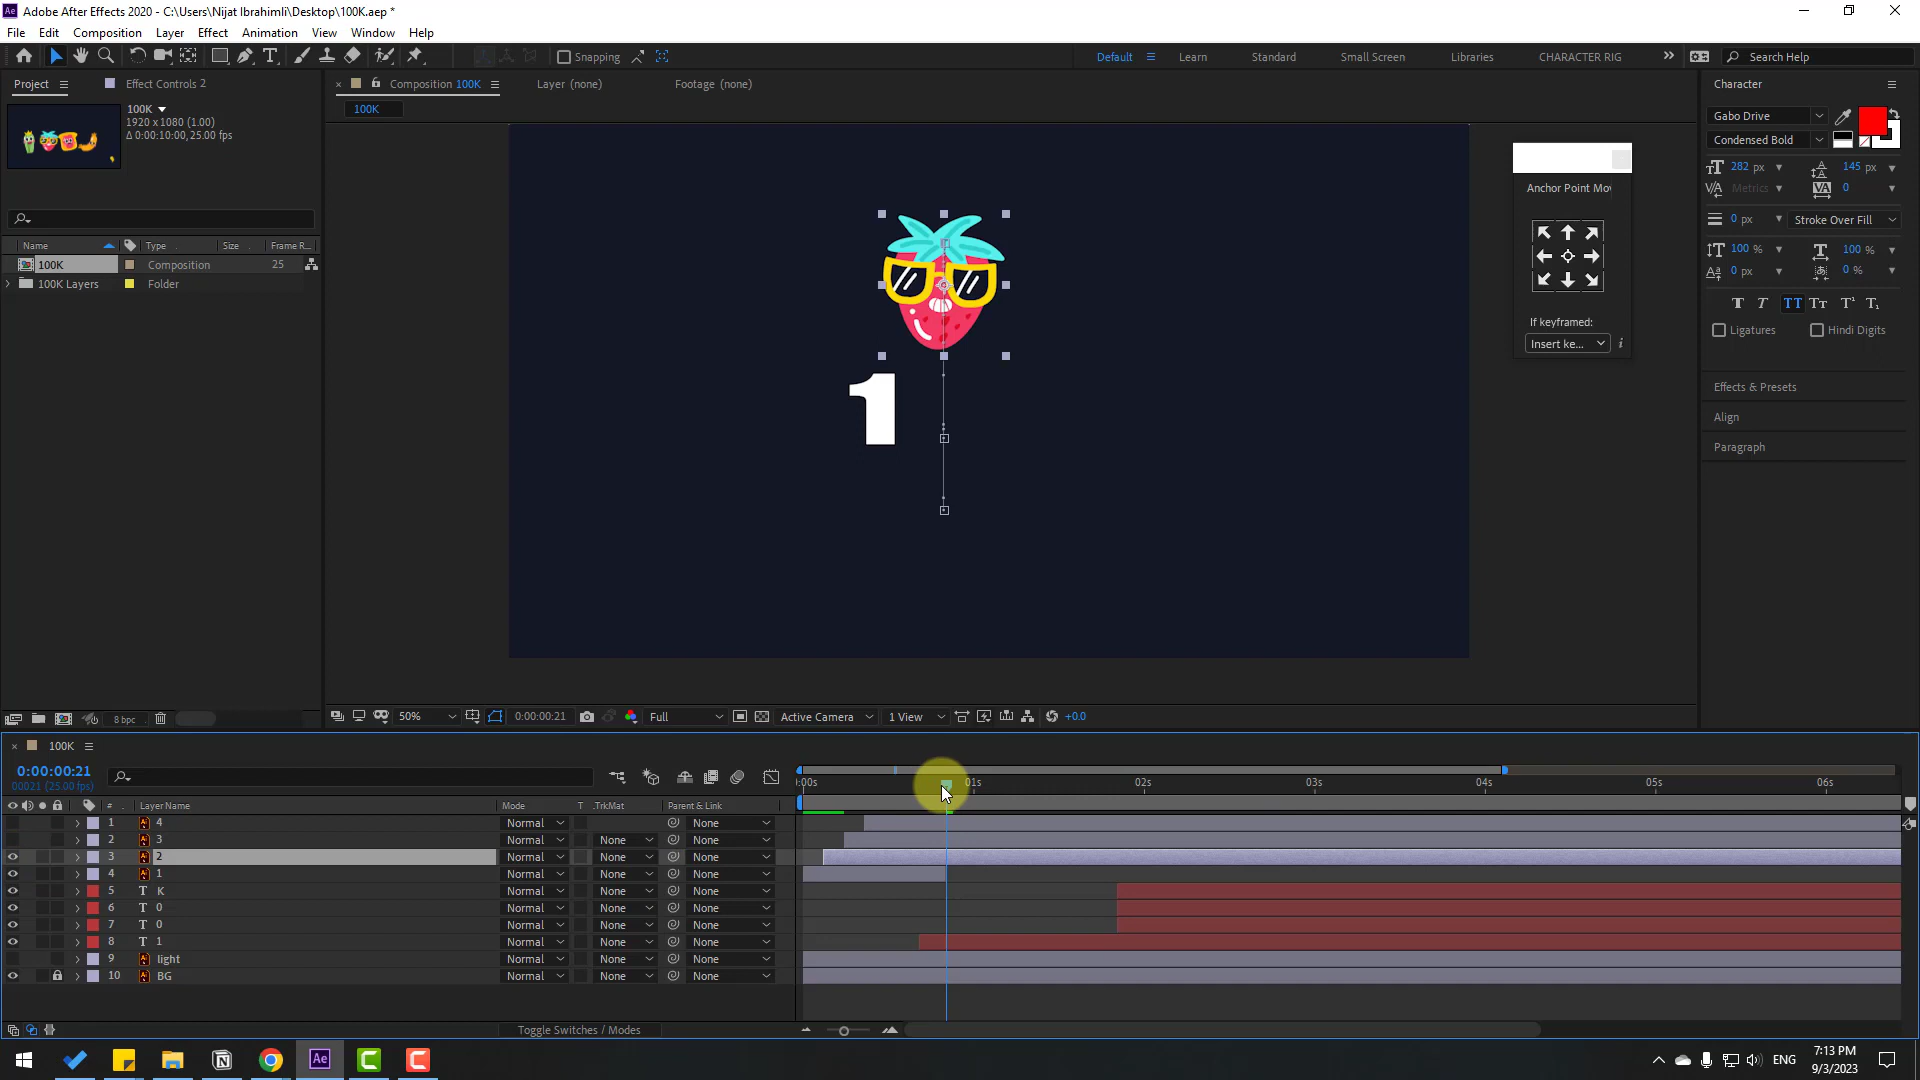 Adobe After Effects 2020 - C:\Users\Nijat Ibrahimli\Desktop\100K.aep *
File Edit Composition Layer Effect Animation View Window Help
Snapping
Default Learn Standard Small Screen Libraries CHARACTER RIG Search Help
Project Effect Controls 2
Composition 100K Layer (none) Footage (none)
Character
100K
1920 x 1080 (1.00)
Δ 0:00:10:00, 25.00 fps
100K
Gabo Drive
Condensed Bold
282 px 145 px
Metrics 0
0 px Stroke Over Fill
100 % 100 %
0 px 0 %
Ligatures Hindi Digits
Effects & Presets
Align
Paragraph
Anchor Point Mov
If keyframed:
Insert ke...
Name Type Size Frame R...
100K Composition 25
100K Layers Folder
1
8 bpc
50% 0:00:00:21 Full Active Camera 1 View +0.0
100K
0:00:00:21
00021 (25.00 fps)
:00s 01s 02s 03s 04s 05s 06s
# Layer Name Mode T .TrkMat Parent & Link
1 4 Normal None
2 3 Normal None None
3 2 Normal None None
4 1 Normal None None
5 T K Normal None None
6 T 0 Normal None None
7 T 0 Normal None None
8 T 1 Normal None None
9 light Normal None None
10 BG Normal None None
Toggle Switches / Modes
ENG
7:13 PM
9/3/2023